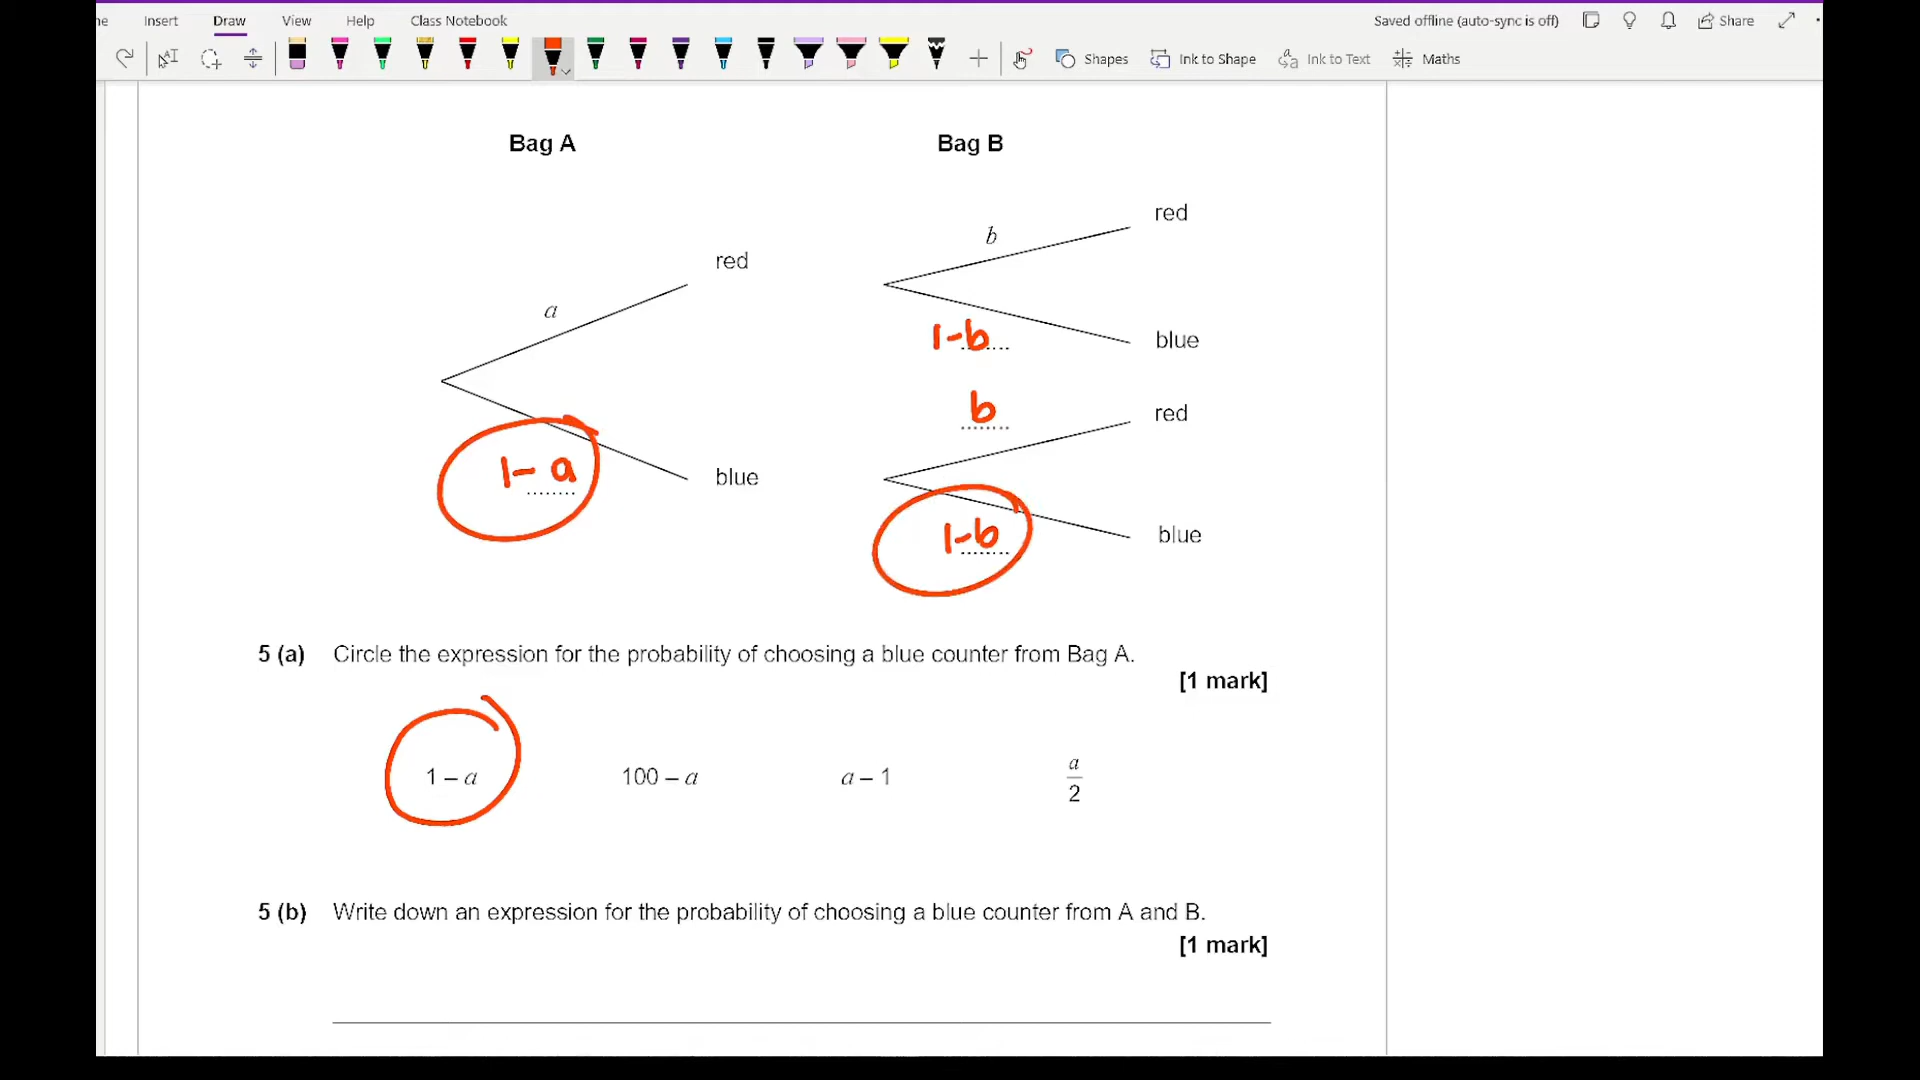 Insert Draw View Help Class Notebook Saved offline (auto-sync is off) Share
Shapes Ink to Shape Ink to Text Maths
Bag A Bag B
red
b
red
a
blue
1-b
b
red
1-a
blue
blue
1-b
5 (a) Circle the expression for the probability of choosing a blue counter from Bag A.
[1 mark]
1 – a 100 – a a – 1 a/2
5 (b) Write down an expression for the probability of choosing a blue counter from A and B.
[1 mark]